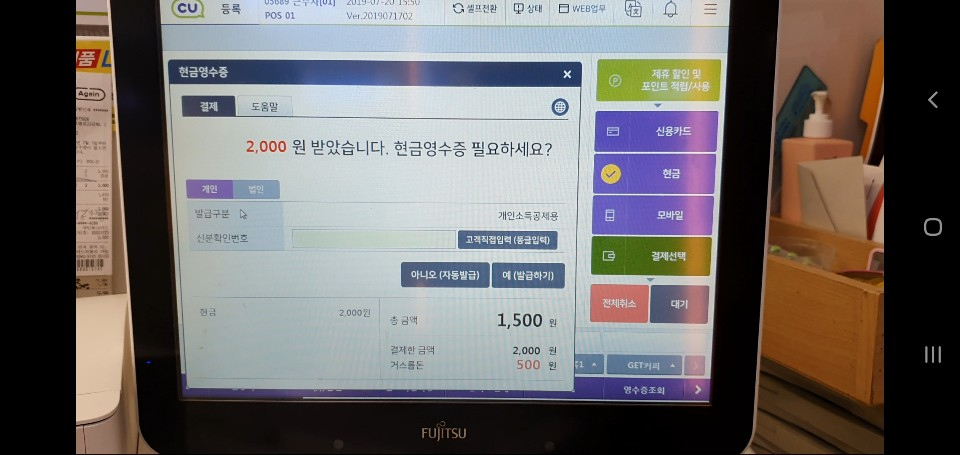 CU 등록
2019-07-20 15:50
POS 01 Ver.2019071702
셀프전환 상태 WEB업무
Again
현금영수증
결제 도움말
2,000 원 받았습니다. 현금영수증 필요하세요?
개인 법인
발급구분 개인소득공제용
신분확인번호 고객직접입력 (동글입력)
아니오 (자동발급) 예 (발급하기)
현금 2,000원
총 금액 1,500 원
결제한 금액 2,000 원
거스름돈 500 원
제휴 할인 및
포인트 적립/사용
신용카드
현금
모바일
결제선택
전체취소 대기
GET커피
영수증조회
FUJITSU